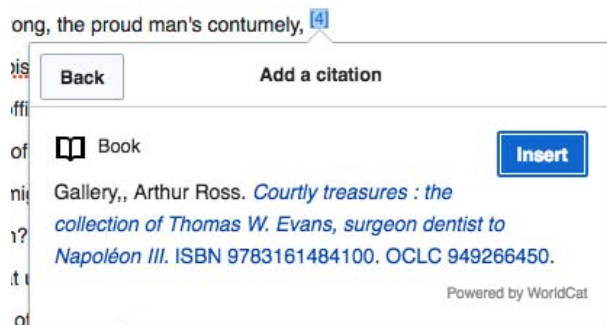 ong, the proud man's contumely, [4]
Back
Add a citation
Book
Insert
Gallery,, Arthur Ross. Courtly treasures : the
collection of Thomas W. Evans, surgeon dentist to
Napoléon III. ISBN 9783161484100. OCLC 949266450.
Powered by WorldCat